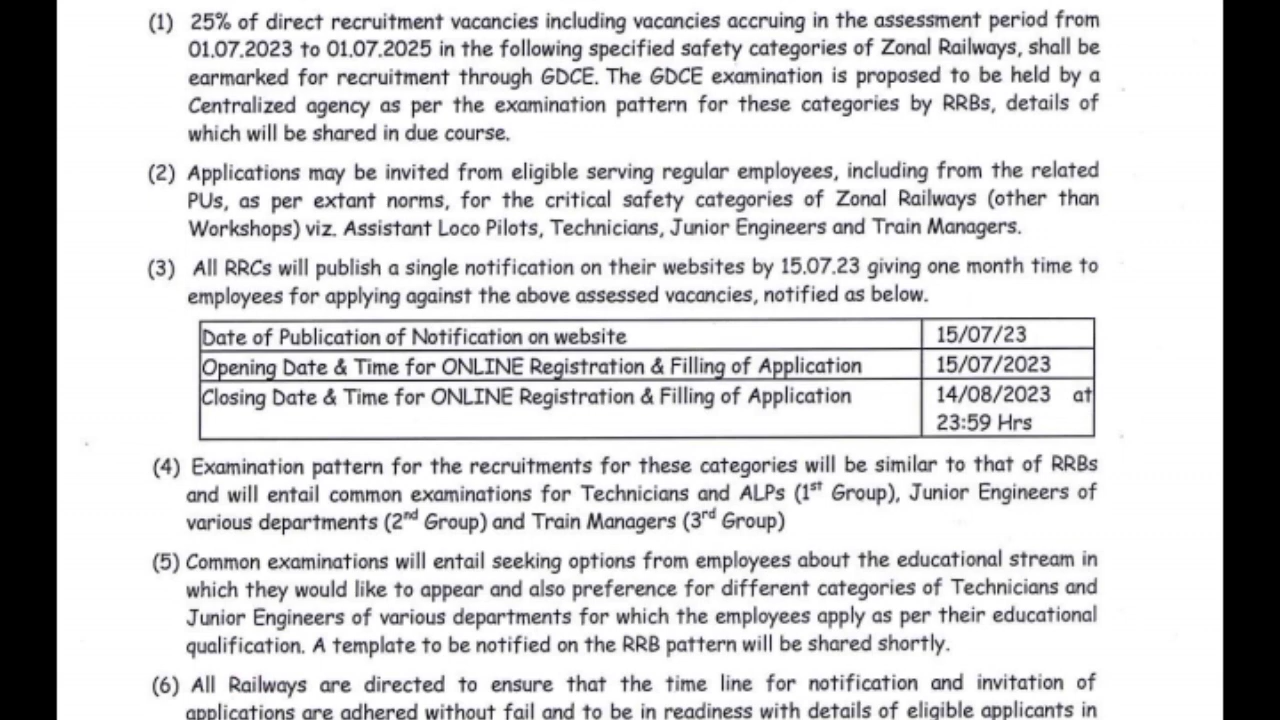 (1) 25% of direct recruitment vacancies including vacancies accruing in the assessment period from
01.07.2023 to 01.07.2025 in the following specified safety categories of Zonal Railways, shall be
earmarked for recruitment through GDCE. The GDCE examination is proposed to be held by a
Centralized agency as per the examination pattern for these categories by RRBs, details of
which will be shared in due course.
(2) Applications may be invited from eligible serving regular employees, including from the related
PUs, as per extant norms, for the critical safety categories of Zonal Railways (other than
Workshops) viz. Assistant Loco Pilots, Technicians, Junior Engineers and Train Managers.
(3) All RRCs will publish a single notification on their websites by 15.07.23 giving one month time to
employees for applying against the above assessed vacancies, notified as below.
Date of Publication of Notification on website 15/07/23
Opening Date & Time for ONLINE Registration & Filling of Application 15/07/2023
Closing Date & Time for ONLINE Registration & Filling of Application 14/08/2023 at
23:59 Hrs
(4) Examination pattern for the recruitments for these categories will be similar to that of RRBs
and will entail common examinations for Technicians and ALPs (1st Group), Junior Engineers of
various departments (2nd Group) and Train Managers (3rd Group)
(5) Common examinations will entail seeking options from employees about the educational stream in
which they would like to appear and also preference for different categories of Technicians and
Junior Engineers of various departments for which the employees apply as per their educational
qualification. A template to be notified on the RRB pattern will be shared shortly.
(6) All Railways are directed to ensure that the time line for notification and invitation of
applications are adhered without fail and to be in readiness with details of eligible applicants in